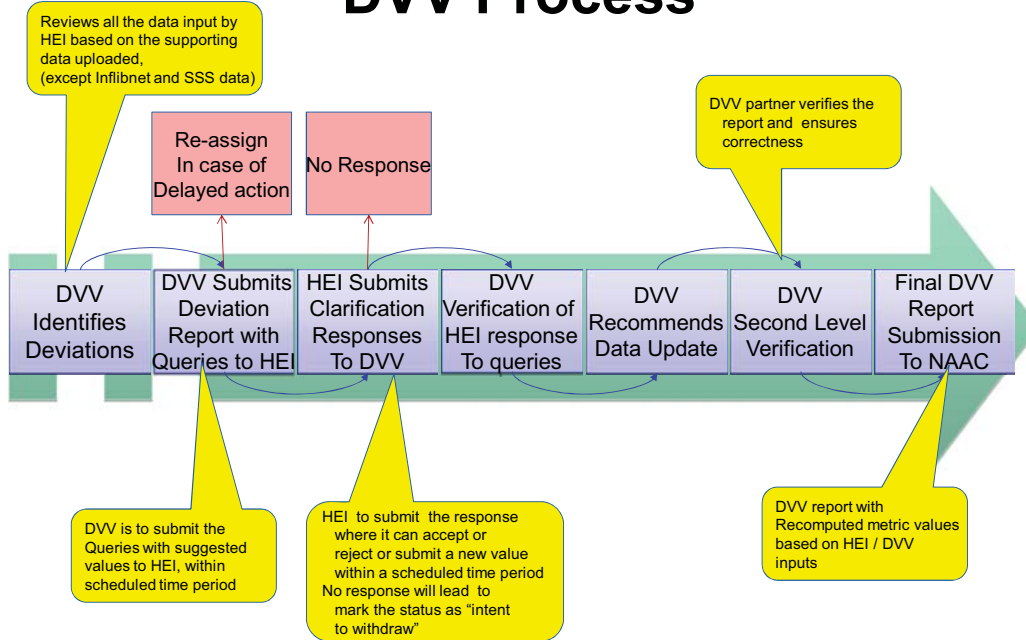 DVV Process
Reviews all the data input by
HEI based on the supporting
data uploaded,
(except Inflibnet and SSS data)
Re-assign
In case of
Delayed action
No Response
DVV partner verifies the
report and ensures
correctness
DVV
Identifies
Deviations
DVV Submits
Deviation
Report with
Queries to HEI
HEI Submits
Clarification
Responses
To DVV
DVV
Verification of
HEI response
To queries
DVV
Recommends
Data Update
DVV
Second Level
Verification
Final DVV
Report
Submission
To NAAC
DVV is to submit the
Queries with suggested
values to HEI, within
scheduled time period
HEI to submit the response
where it can accept or
reject or submit a new value
within a scheduled time period
No response will lead to
mark the status as “intent
to withdraw”
DVV report with
Recomputed metric values
based on HEI / DVV
inputs